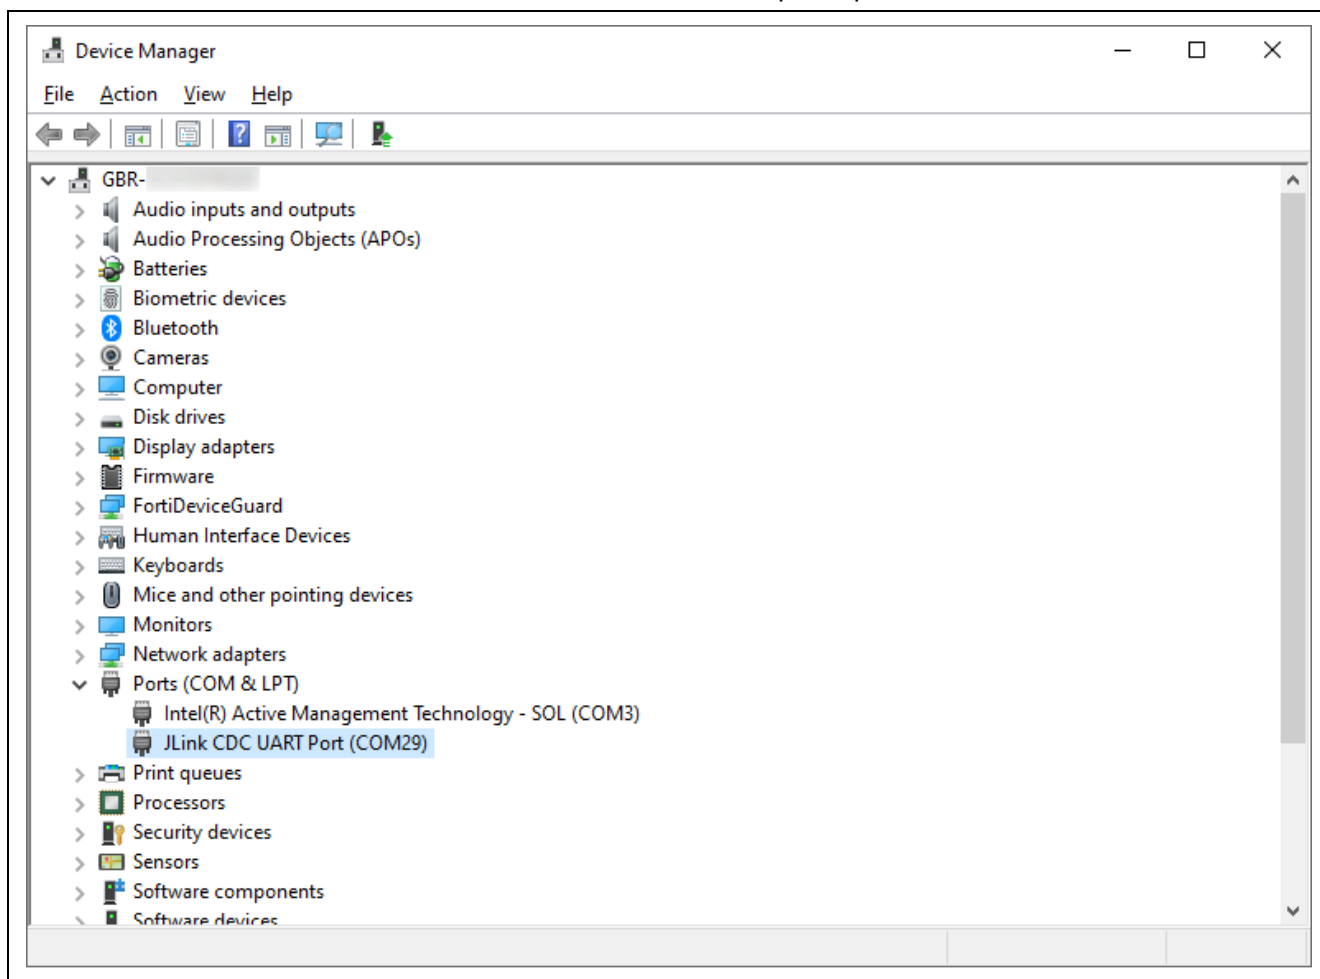 Device Manager
File Action View Help
GBR-
Audio inputs and outputs
Audio Processing Objects (APOs)
Batteries
Biometric devices
Bluetooth
Cameras
Computer
Disk drives
Display adapters
Firmware
FortiDeviceGuard
Human Interface Devices
Keyboards
Mice and other pointing devices
Monitors
Network adapters
Ports (COM & LPT)
Intel(R) Active Management Technology - SOL (COM3)
JLink CDC UART Port (COM29)
Print queues
Processors
Security devices
Sensors
Software components
Software devices